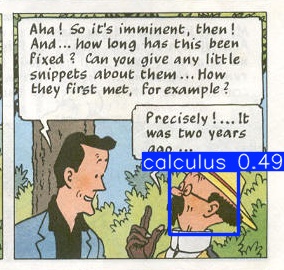 Aha! So it's imminent, then!
And... how long has this been
fixed? Can you give any little
snippets about them... How
they first met, for example?
Precisely!... It
was two years
ago ...
calculus 0.49